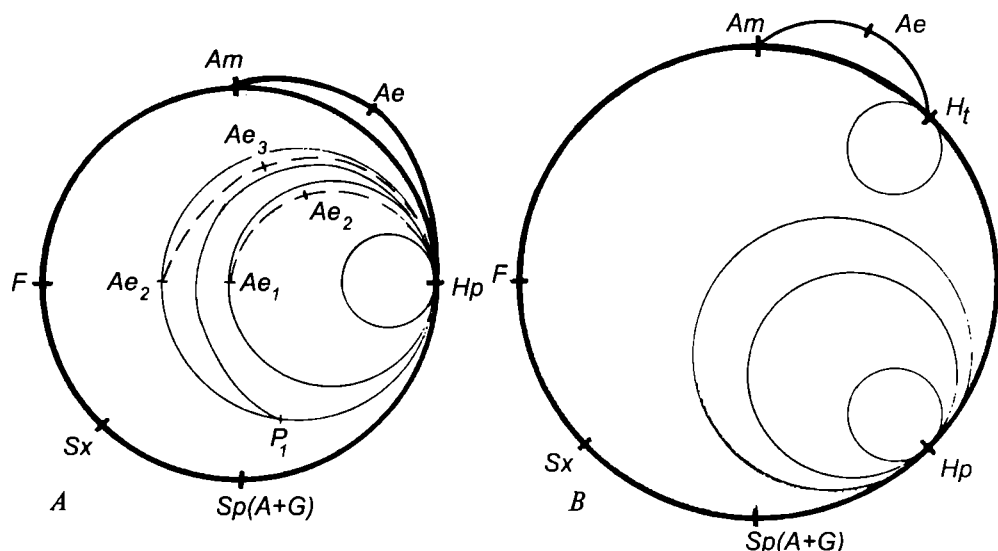 Am
Ae
Ae₃
Ae₂
F
Ae₂
Ae₁
Hp
Sx
P₁
A
Sp(A+G)
Am
Ae
Hₜ
F
Sx
Hp
B
Sp(A+G)